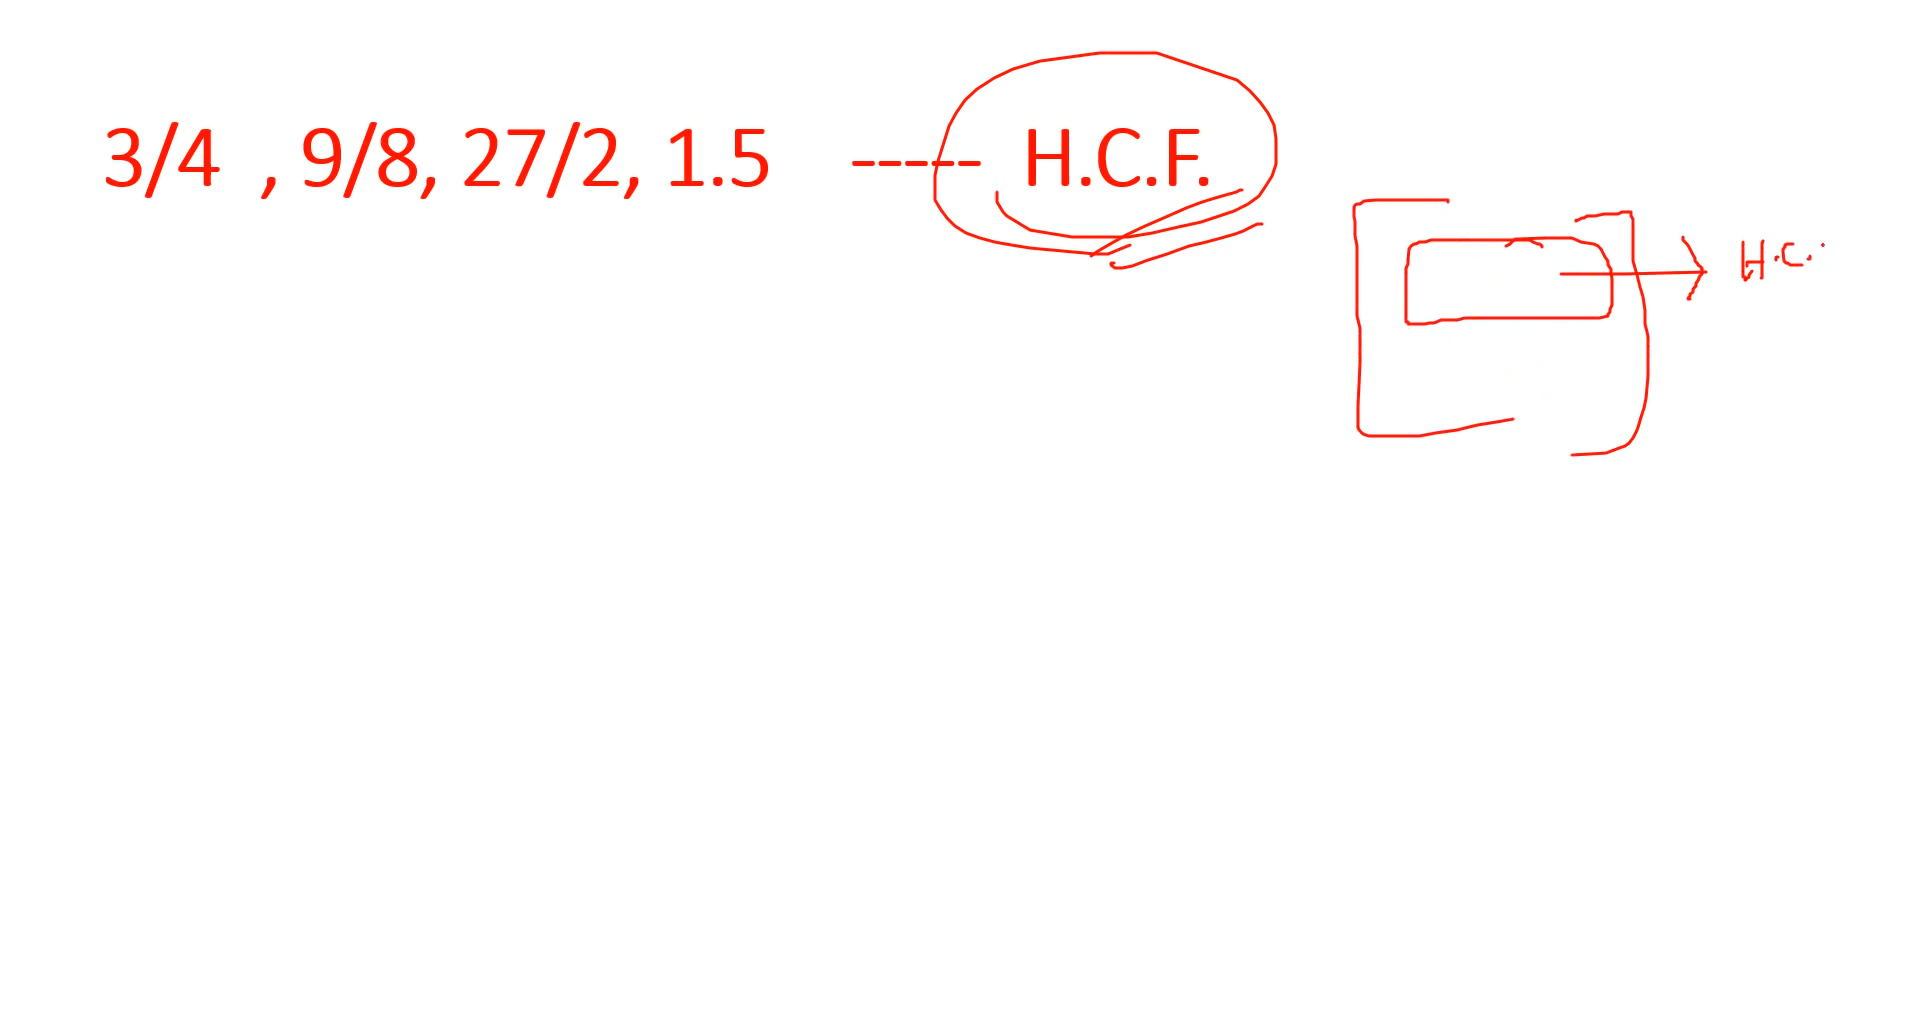 3/4 , 9/8, 27/2, 1.5 ----- H.C.F.
H.C.